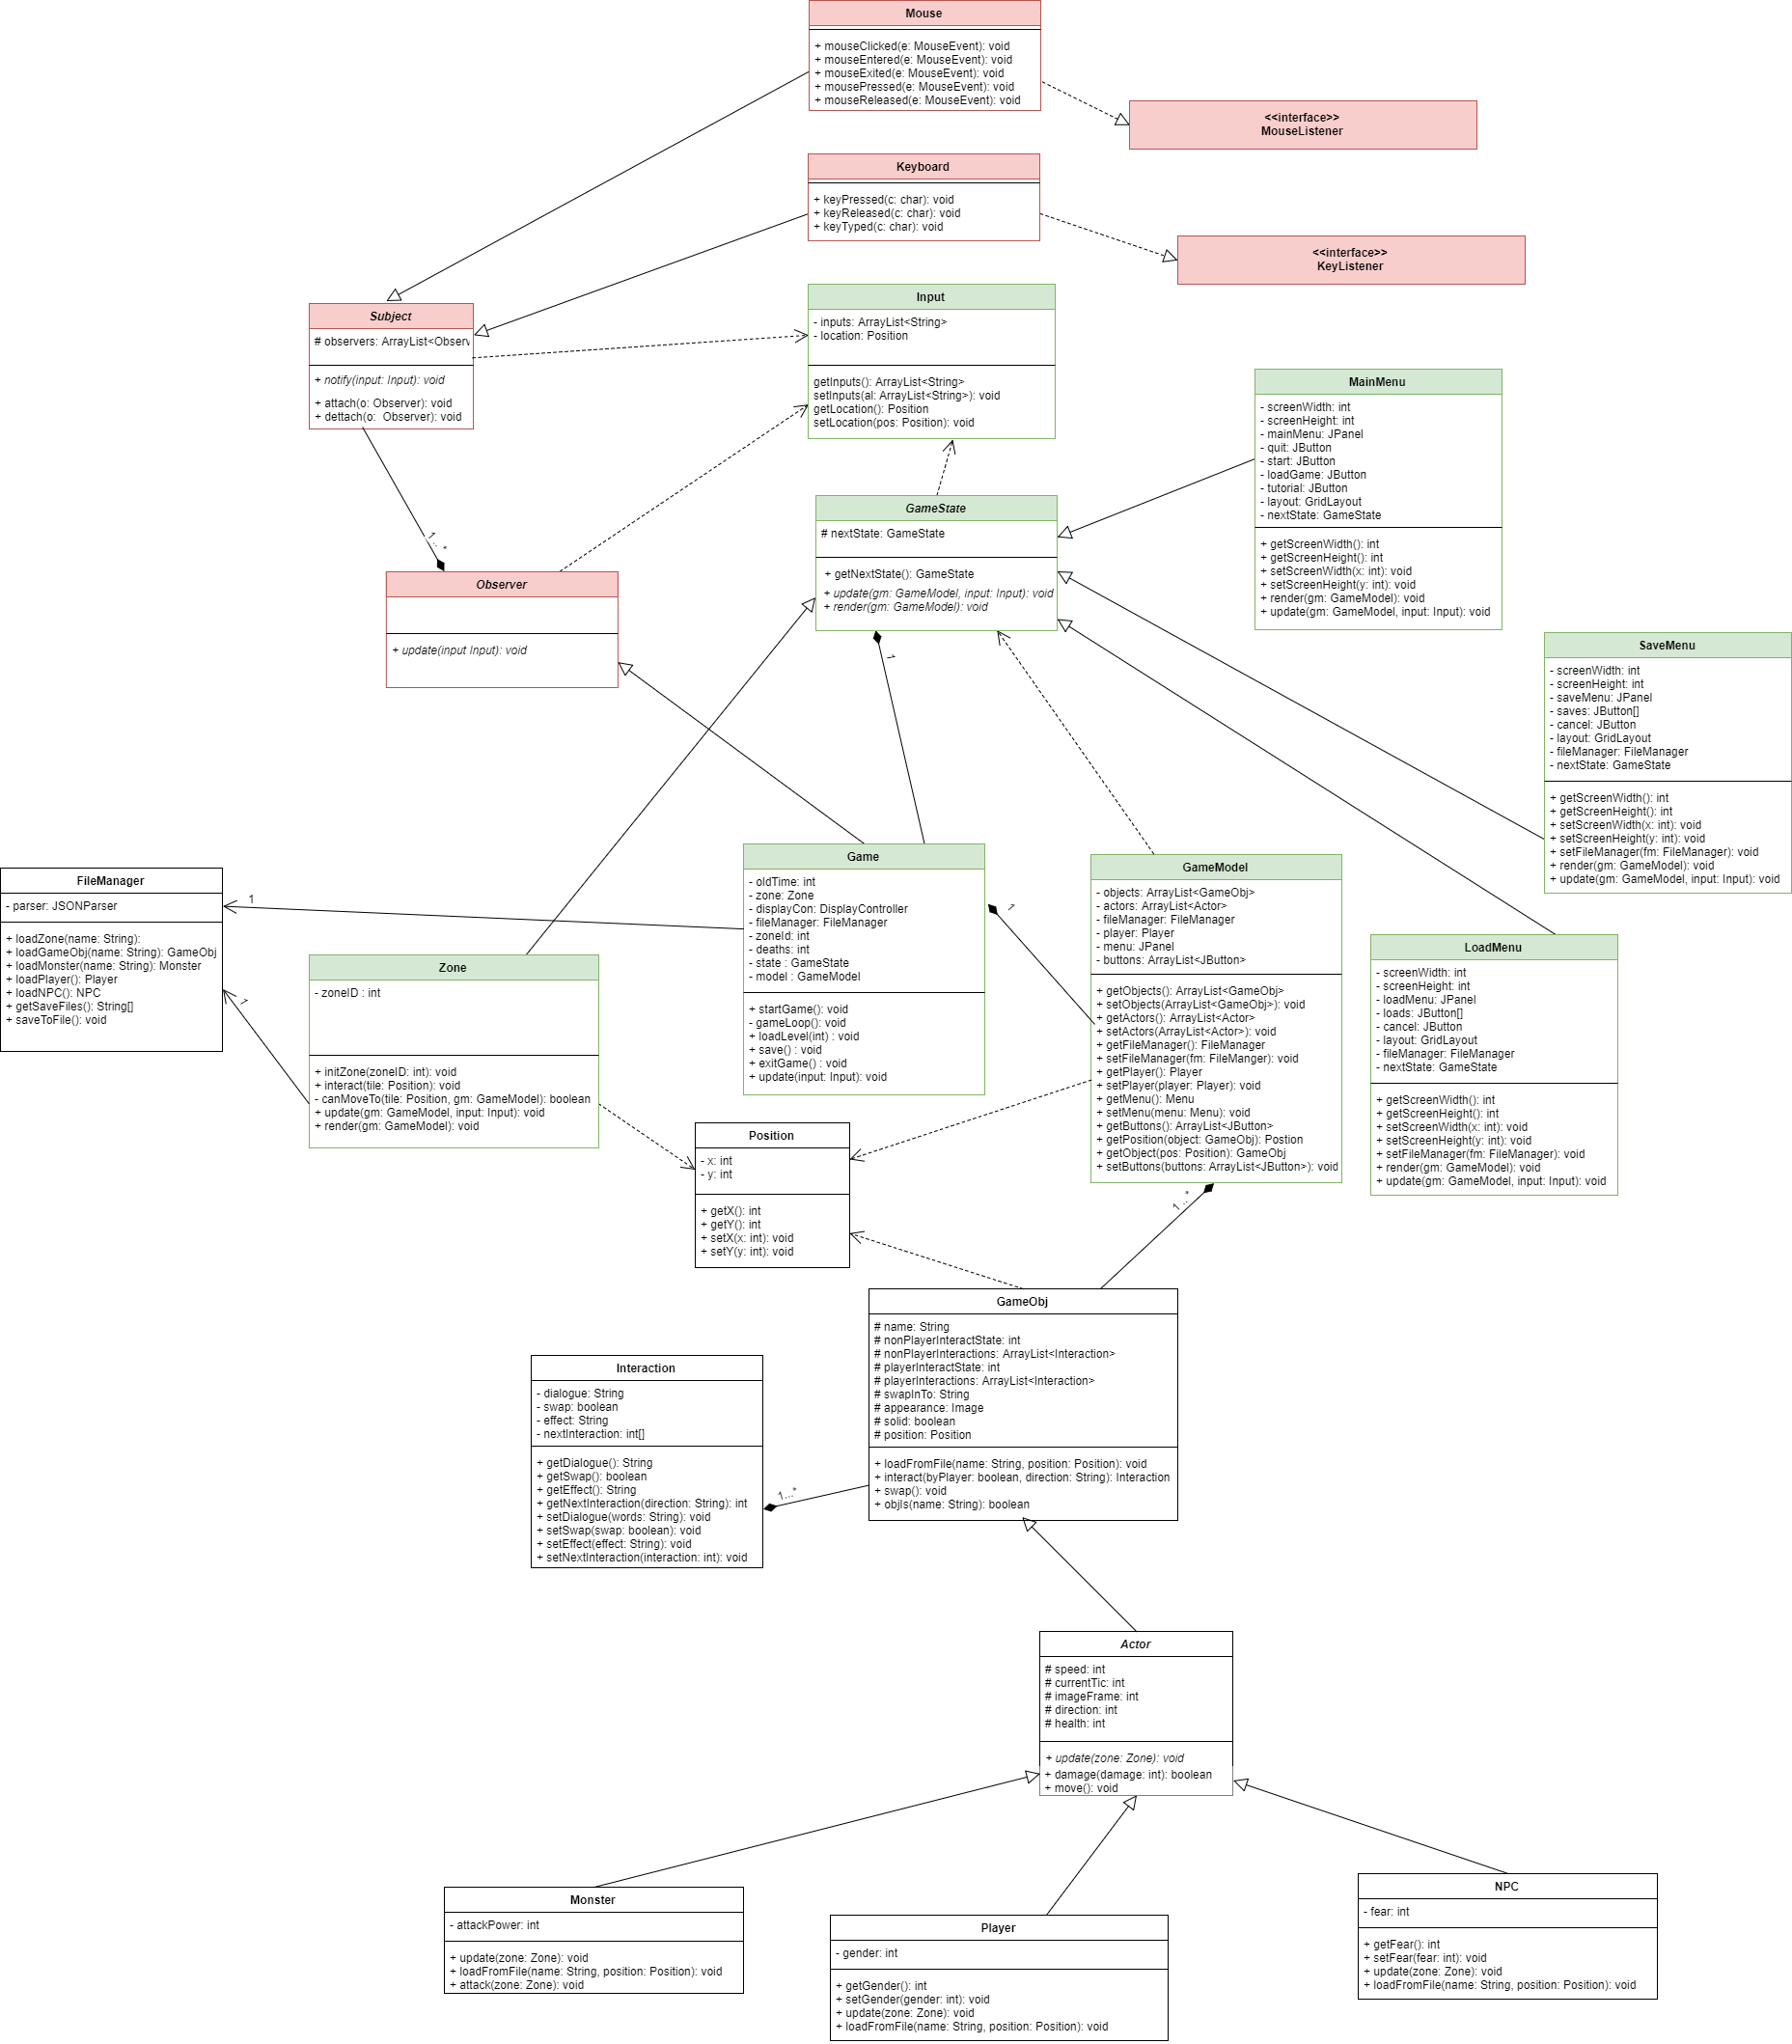 Mouse
+ mouseClicked(e: MouseEvent): void
+ mouseEntered(e: MouseEvent): void
+ mouseExited(e: MouseEvent): void
+ mousePressed(e: MouseEvent): void
+ mouseReleased(e: MouseEvent): void
<<interface>>
MouseListener
Keyboard
+ keyPressed(c: char): void
+ keyReleased(c: char): void
+ keyTyped(c: char): void
<<interface>>
KeyListener
Subject
# observers: ArrayList<Observ
+ notify(input: Input): void
+ attach(o: Observer): void
+ dettach(o: Observer): void
Input
- inputs: ArrayList<String>
- location: Position
getInputs(): ArrayList<String>
setInputs(al: ArrayList<String>): void
getLocation(): Position
setLocation(pos: Position): void
MainMenu
- screenWidth: int
- screenHeight: int
- mainMenu: JPanel
- quit: JButton
- start: JButton
- loadGame: JButton
- tutorial: JButton
- layout: GridLayout
- nextState: GameState
+ getScreenWidth(): int
+ getScreenHeight(): int
+ setScreenWidth(x: int): void
+ setScreenHeight(y: int): void
+ render(gm: GameModel): void
+ update(gm: GameModel, input: Input): void
GameState
# nextState: GameState
+ getNextState(): GameState
+ update(gm: GameModel, input: Input): void
+ render(gm: GameModel): void
1...*
Observer
+ update(input Input): void
1
SaveMenu
- screenWidth: int
- screenHeight: int
- saveMenu: JPanel
- saves: JButton[]
- cancel: JButton
- layout: GridLayout
- fileManager: FileManager
- nextState: GameState
+ getScreenWidth(): int
+ getScreenHeight(): int
+ setScreenWidth(x: int): void
+ setScreenHeight(y: int): void
+ setFileManager(fm: FileManager): void
+ render(gm: GameModel): void
+ update(gm: GameModel, input: Input): void
FileManager
- parser: JSONParser
+ loadZone(name: String):
+ loadGameObj(name: String): GameObj
+ loadMonster(name: String): Monster
+ loadPlayer(): Player
+ loadNPC(): NPC
+ getSaveFiles(): String[]
+ saveToFile(): void
1
1
Zone
- zoneID : int
+ initZone(zoneID: int): void
+ interact(tile: Position): void
- canMoveTo(tile: Position, gm: GameModel): boolean
+ update(gm: GameModel, input: Input): void
+ render(gm: GameModel): void
Game
- oldTime: int
- zone: Zone
- displayCon: DisplayController
- fileManager: FileManager
- zoneId: int
- deaths: int
- state : GameState
- model : GameModel
+ startGame(): void
- gameLoop(): void
+ loadLevel(int) : void
+ save() : void
+ exitGame() : void
+ update(input: Input): void
1
GameModel
- objects: ArrayList<GameObj>
- actors: ArrayList<Actor>
- fileManager: FileManager
- player: Player
- menu: JPanel
- buttons: ArrayList<JButton>
+ getObjects(): ArrayList<GameObj>
+ setObjects(ArrayList<GameObj>): void
+ getActors(): ArrayList<Actor>
+ setActors(ArrayList<Actor>): void
+ getFileManager(): FileManager
+ setFileManager(fm: FileManger): void
+ getPlayer(): Player
+ setPlayer(player: Player): void
+ getMenu(): Menu
+ setMenu(menu: Menu): void
+ getButtons(): ArrayList<JButton>
+ getPosition(object: GameObj): Postion
+ getObject(pos: Position): GameObj
+ setButtons(buttons: ArrayList<JButton>): void
LoadMenu
- screenWidth: int
- screenHeight: int
- loadMenu: JPanel
- loads: JButton[]
- cancel: JButton
- layout: GridLayout
- fileManager: FileManager
- nextState: GameState
+ getScreenWidth(): int
+ getScreenHeight(): int
+ setScreenWidth(x: int): void
+ setScreenHeight(y: int): void
+ setFileManager(fm: FileManager): void
+ render(gm: GameModel): void
+ update(gm: GameModel, input: Input): void
Position
- x: int
- y: int
+ getX(): int
+ getY(): int
+ setX(x: int): void
+ setY(y: int): void
1...*
GameObj
# name: String
# nonPlayerInteractState: int
# nonPlayerInteractions: ArrayList<Interaction>
# playerInteractState: int
# playerInteractions: ArrayList<Interaction>
# swapInTo: String
# appearance: Image
# solid: boolean
# position: Position
+ loadFromFile(name: String, position: Position): void
+ interact(byPlayer: boolean, direction: String): Interaction
+ swap(): void
+ objIs(name: String): boolean
Interaction
- dialogue: String
- swap: boolean
- effect: String
- nextInteraction: int[]
+ getDialogue(): String
+ getSwap(): boolean
+ getEffect(): String
+ getNextInteraction(direction: String): int
+ setDialogue(words: String): void
+ setSwap(swap: boolean): void
+ setEffect(effect: String): void
+ setNextInteraction(interaction: int): void
1...*
Actor
# speed: int
# currentTic: int
# imageFrame: int
# direction: int
# health: int
+ update(zone: Zone): void
+ damage(damage: int): boolean
+ move(): void
Monster
- attackPower: int
+ update(zone: Zone): void
+ loadFromFile(name: String, position: Position): void
+ attack(zone: Zone): void
Player
- gender: int
+ getGender(): int
+ setGender(gender: int): void
+ update(zone: Zone): void
+ loadFromFile(name: String, position: Position): void
NPC
- fear: int
+ getFear(): int
+ setFear(fear: int): void
+ update(zone: Zone): void
+ loadFromFile(name: String, position: Position): void